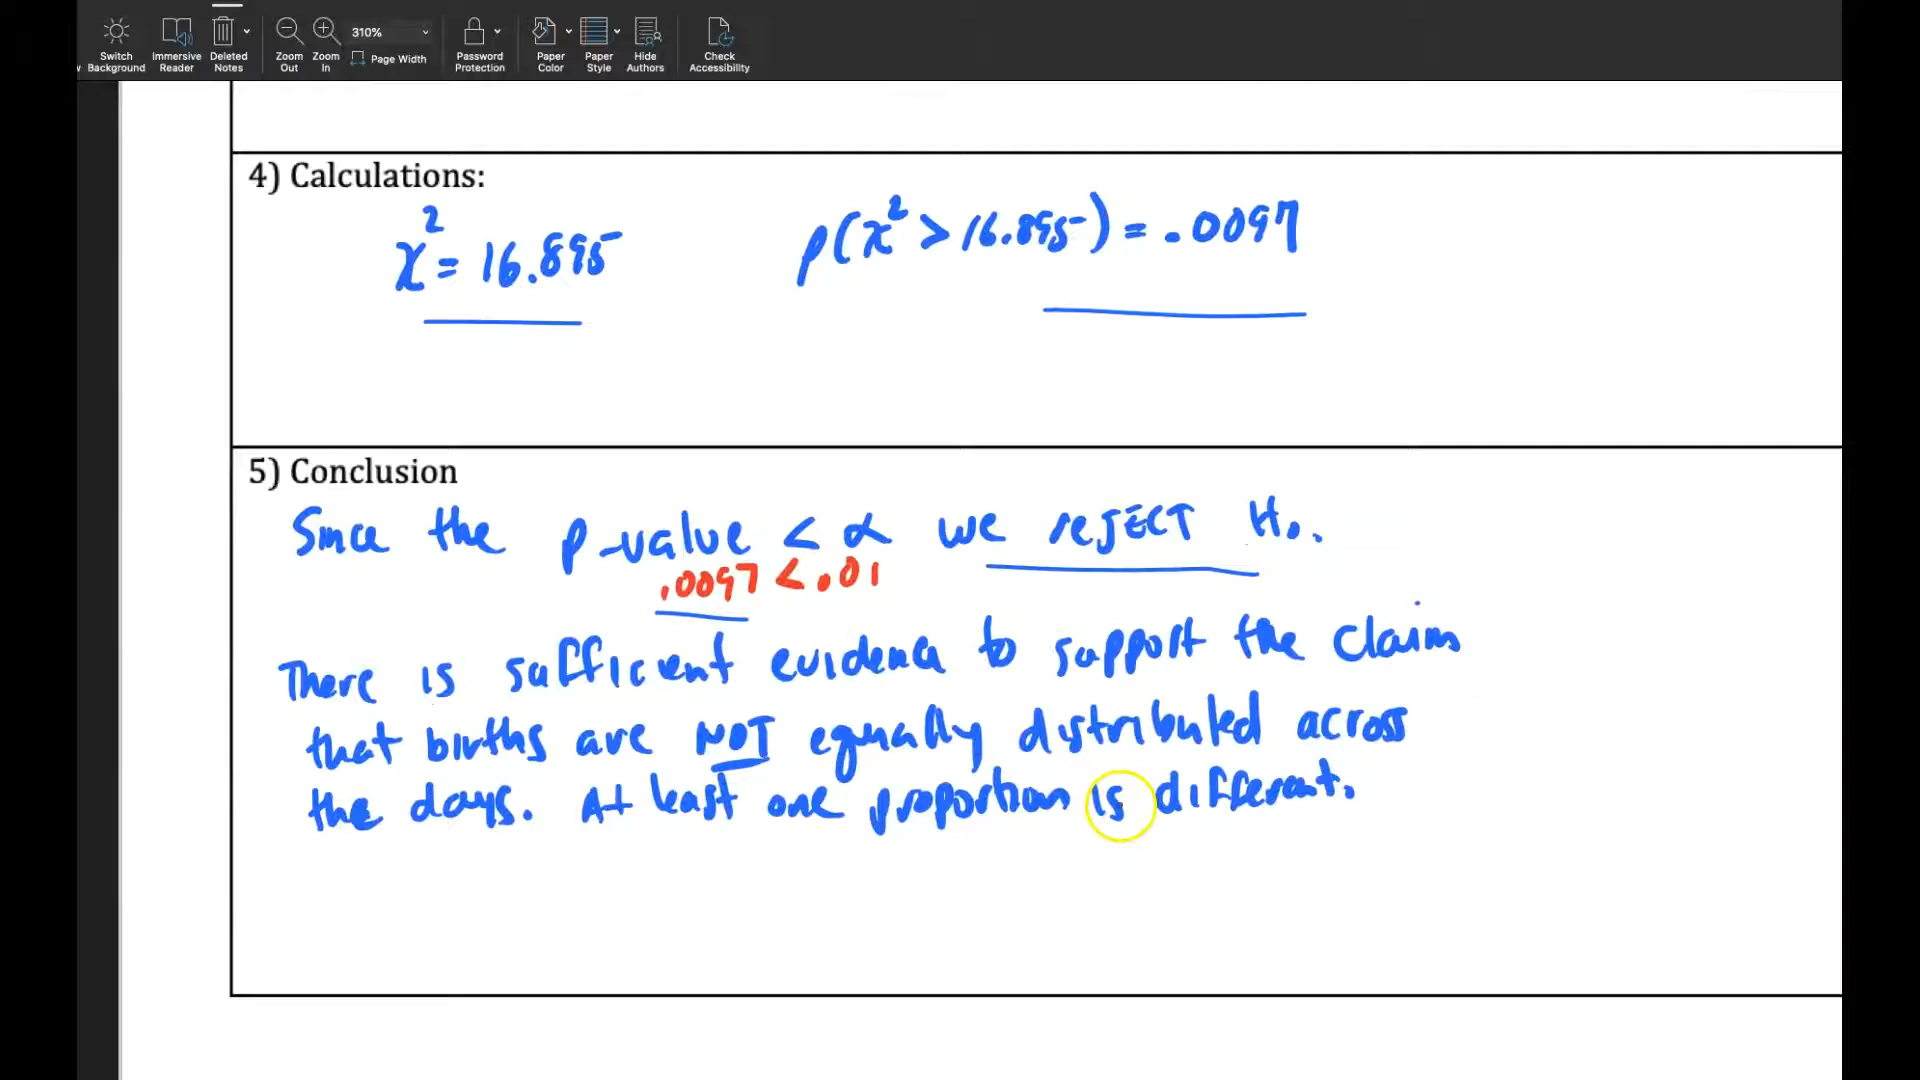 310%
Switch Background
Immersive Reader
Deleted Notes
Zoom Out
Zoom In
Page Width
Password Protection
Paper Color
Paper Style
Hide Authors
Check Accessibility
4) Calculations:
χ² = 16.895
p(χ² > 16.895) = .0097
5) Conclusion
Since the p-value < α we reJECT H₀.
.0097 < .01
There is sufficient evidence to support the claim
that births are NOT equally distributed across
the days. At least one proportion is different.